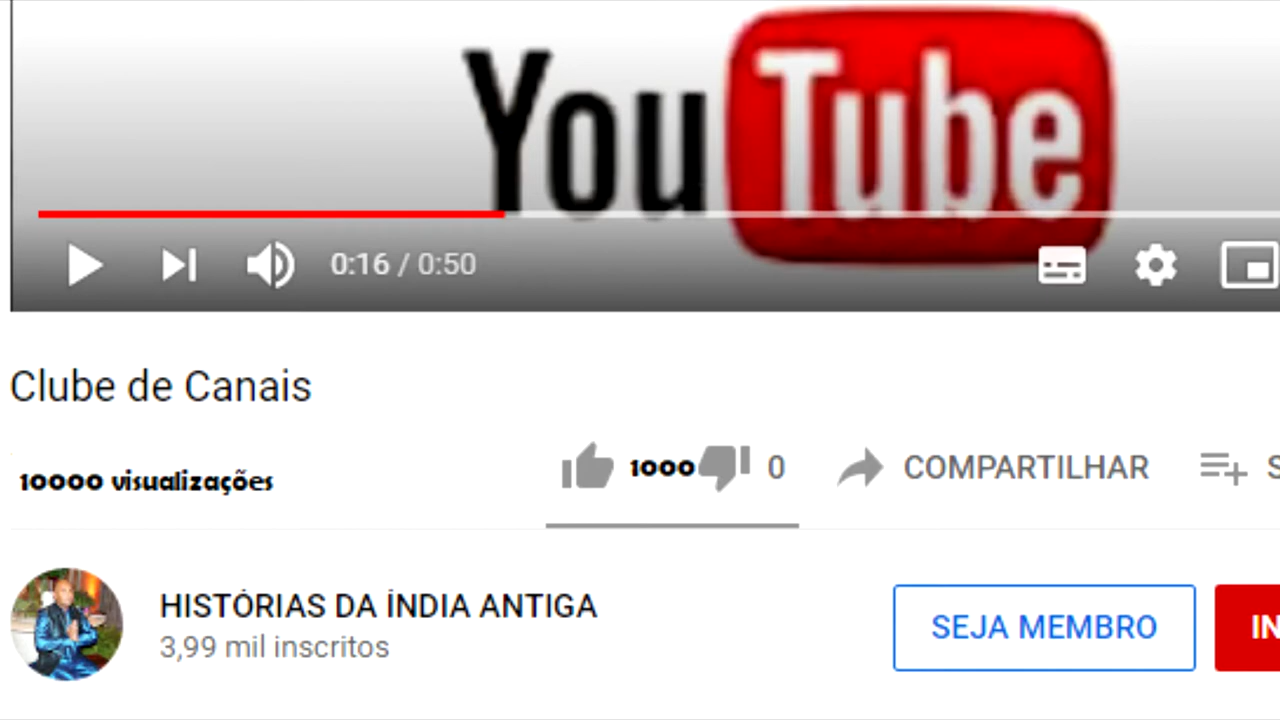 YouTube
0:16 / 0:50
Clube de Canais
10000 visualizações
1000 0 COMPARTILHAR S
HISTÓRIAS DA ÍNDIA ANTIGA
3,99 mil inscritos
SEJA MEMBRO
IN